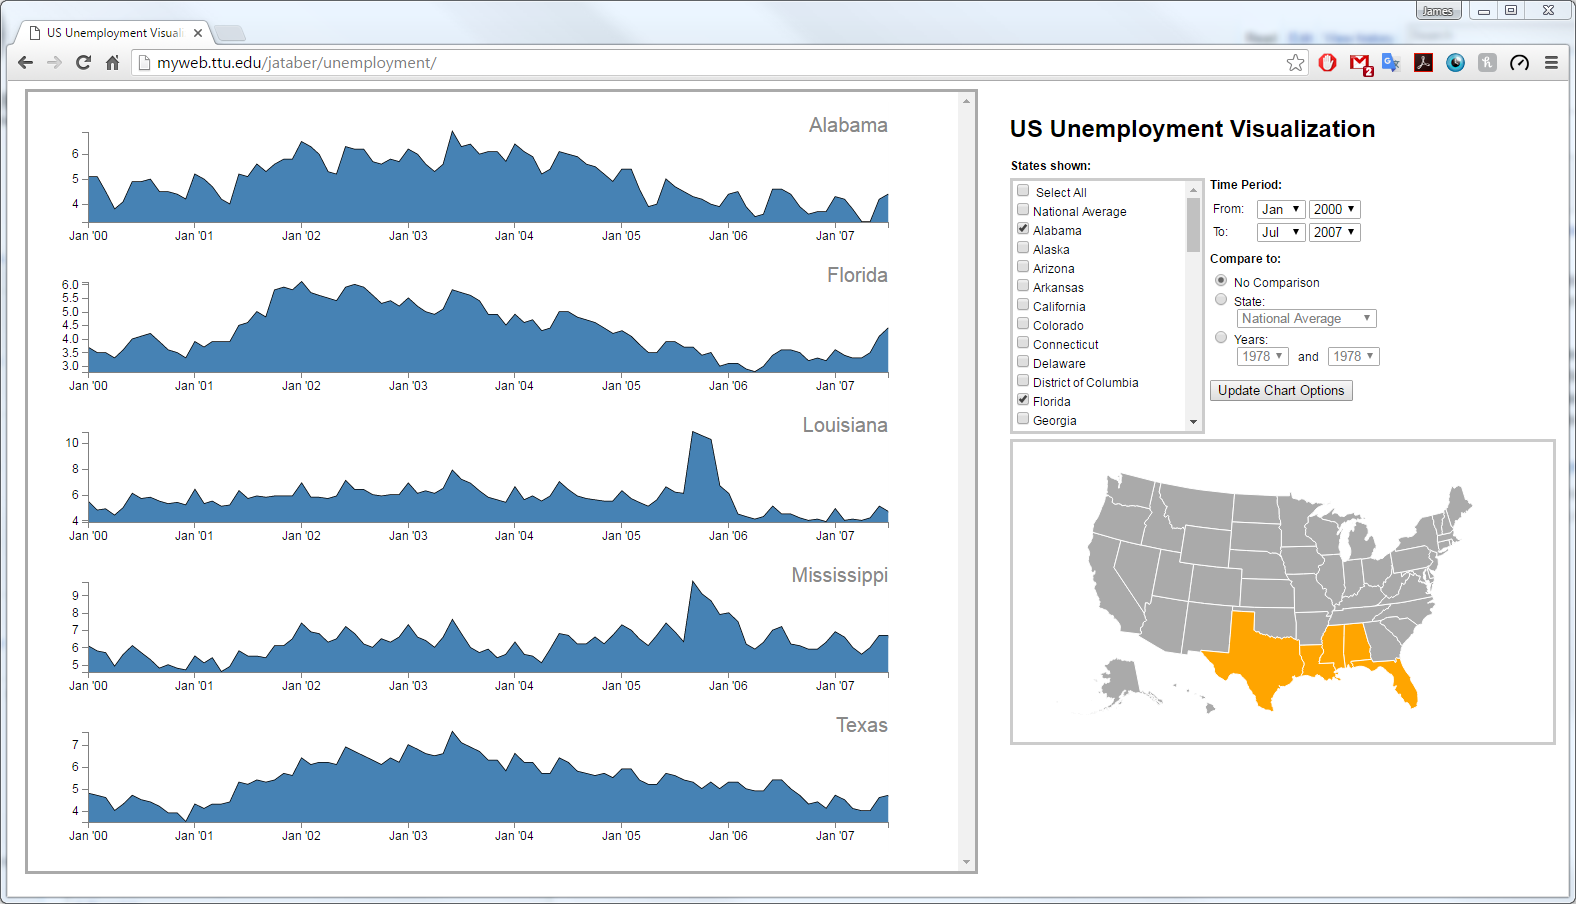 James
US Unemployment Visuali
myweb.ttu.edu/jataber/unemployment/
2
Alabama
6
5
4
Jan '00 Jan '01 Jan '02 Jan '03 Jan '04 Jan '05 Jan '06 Jan '07
Florida
6.0
5.5
5.0
4.5
4.0
3.5
3.0
Jan '00 Jan '01 Jan '02 Jan '03 Jan '04 Jan '05 Jan '06 Jan '07
Louisiana
10
8
6
4
Jan '00 Jan '01 Jan '02 Jan '03 Jan '04 Jan '05 Jan '06 Jan '07
Mississippi
9
8
7
6
5
Jan '00 Jan '01 Jan '02 Jan '03 Jan '04 Jan '05 Jan '06 Jan '07
Texas
7
6
5
4
Jan '00 Jan '01 Jan '02 Jan '03 Jan '04 Jan '05 Jan '06 Jan '07
US Unemployment Visualization
States shown:
Select All
National Average
Alabama
Alaska
Arizona
Arkansas
California
Colorado
Connecticut
Delaware
District of Columbia
Florida
Georgia
Time Period:
From: Jan 2000
To: Jul 2007
Compare to:
No Comparison
State:
National Average
Years:
1978 and 1978
Update Chart Options